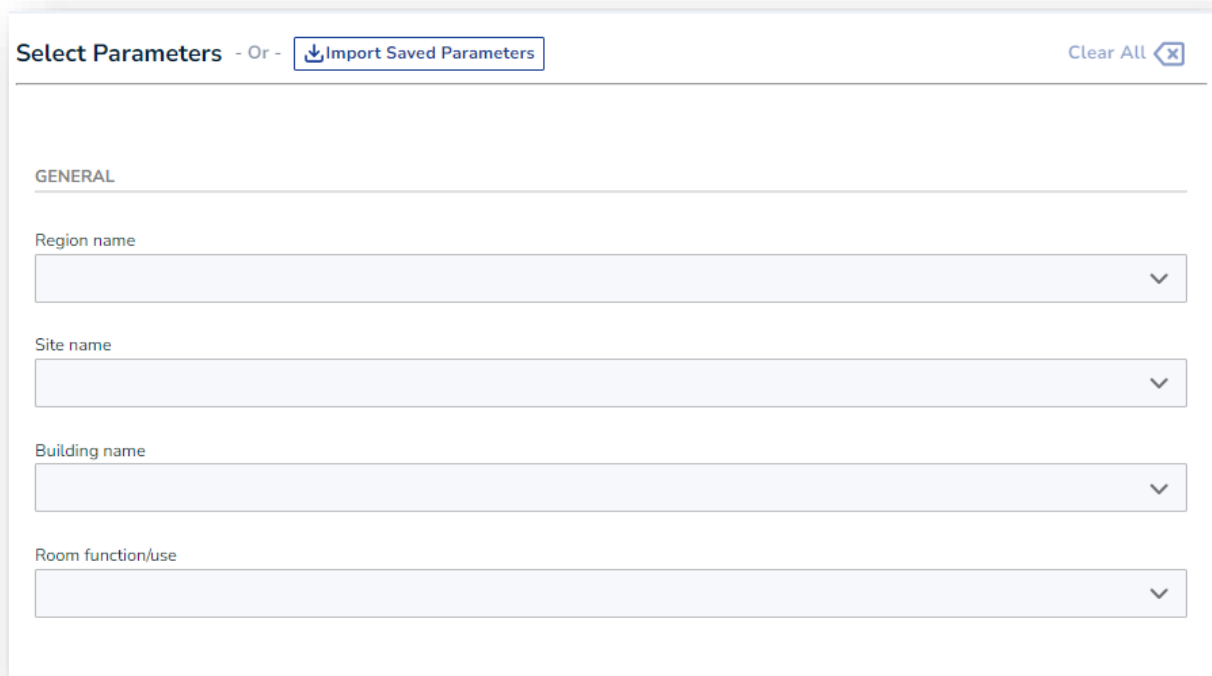 Select Parameters - Or - Import Saved Parameters Clear All
GENERAL
Region name
Site name
Building name
Room function/use